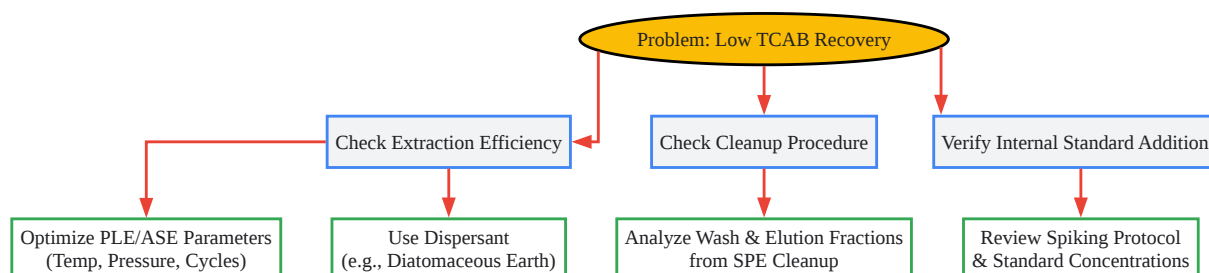 Problem: Low TCAB Recovery
Check Extraction Efficiency
Check Cleanup Procedure
Verify Internal Standard Addition
Optimize PLE/ASE Parameters
(Temp, Pressure, Cycles)
Use Dispersant
(e.g., Diatomaceous Earth)
Analyze Wash & Elution Fractions
from SPE Cleanup
Review Spiking Protocol
& Standard Concentrations